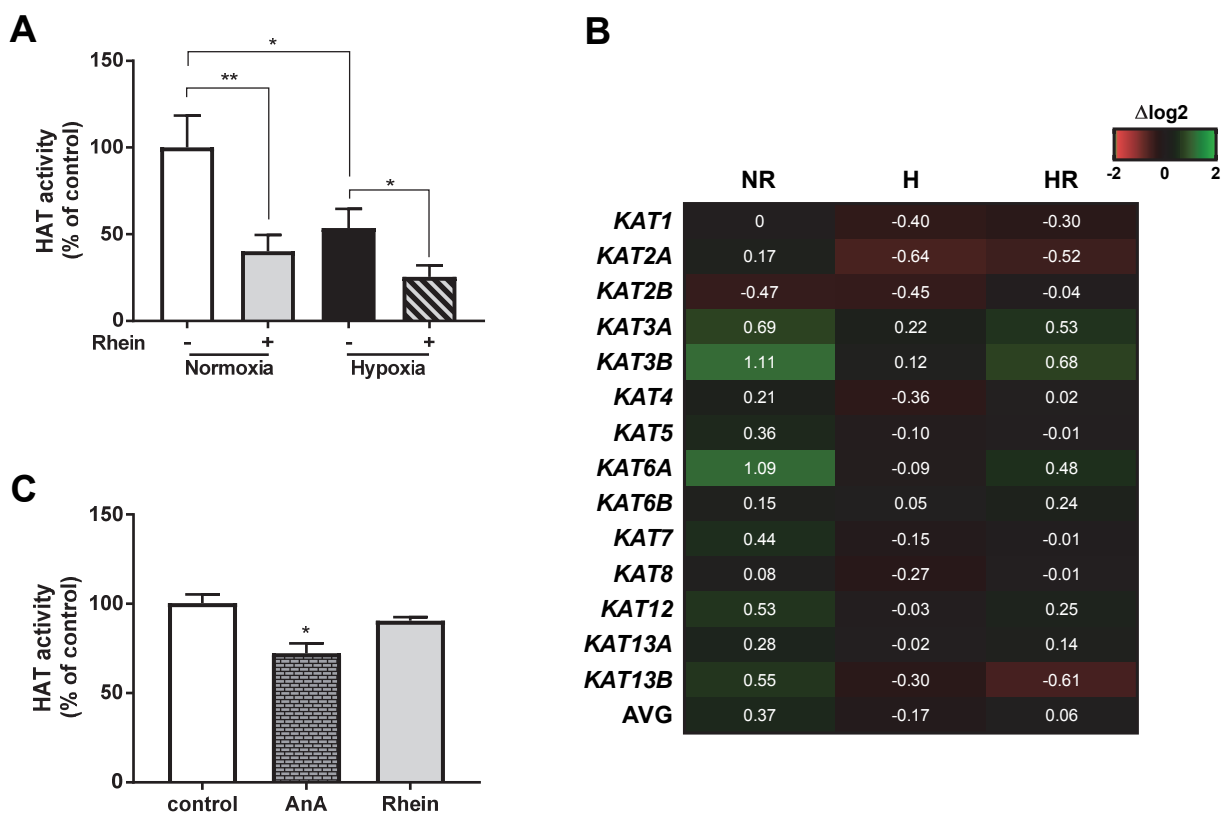 A
150
100
50
0
HAT activity
(% of control)
*
**
*
Rhein - + - +
Normoxia Hypoxia
B
Δlog2
-2 0 2
NR H HR
KAT1 0 -0.40 -0.30
KAT2A 0.17 -0.64 -0.52
KAT2B -0.47 -0.45 -0.04
KAT3A 0.69 0.22 0.53
KAT3B 1.11 0.12 0.68
KAT4 0.21 -0.36 0.02
KAT5 0.36 -0.10 -0.01
KAT6A 1.09 -0.09 0.48
KAT6B 0.15 0.05 0.24
KAT7 0.44 -0.15 -0.01
KAT8 0.08 -0.27 -0.01
KAT12 0.53 -0.03 0.25
KAT13A 0.28 -0.02 0.14
KAT13B 0.55 -0.30 -0.61
AVG 0.37 -0.17 0.06
C
150
100
50
0
HAT activity
(% of control)
*
control AnA Rhein